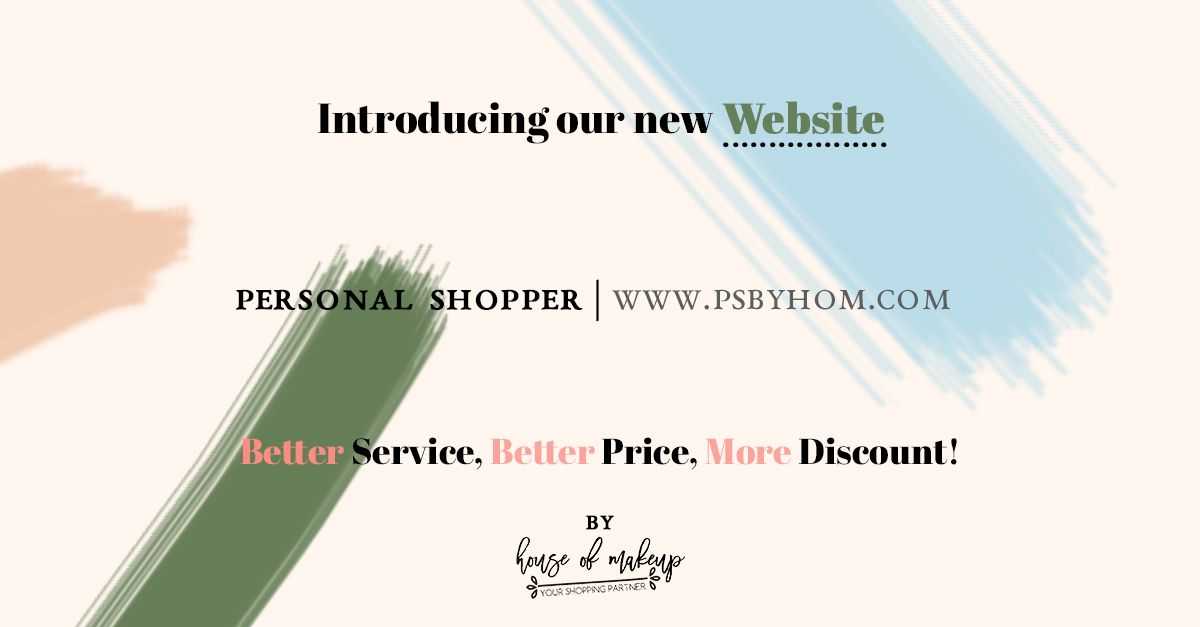 Introducing our new Website
PERSONAL SHOPPER | WWW.PSBYHOM.COM
Better Service, Better Price, More Discount!
BY
house of makeup
YOUR SHOPPING PARTNER